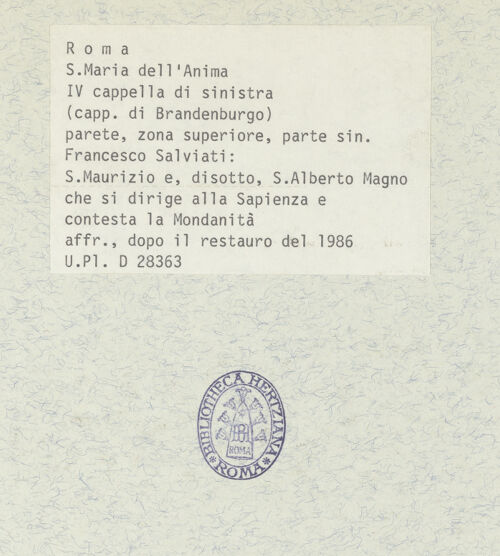 R o m a
S.Maria dell'Anima
IV cappella di sinistra
(capp. di Brandenburgo)
parete, zona superiore, parte sin.
Francesco Salviati:
S.Maurizio e, disotto, S.Alberto Magno
che si dirige alla Sapienza e
contesta la Mondanità
affr., dopo il restauro del 1986
U.Pl. D 28363
BIBLIOTHECA HERTZIANA
ROMA
ROMA